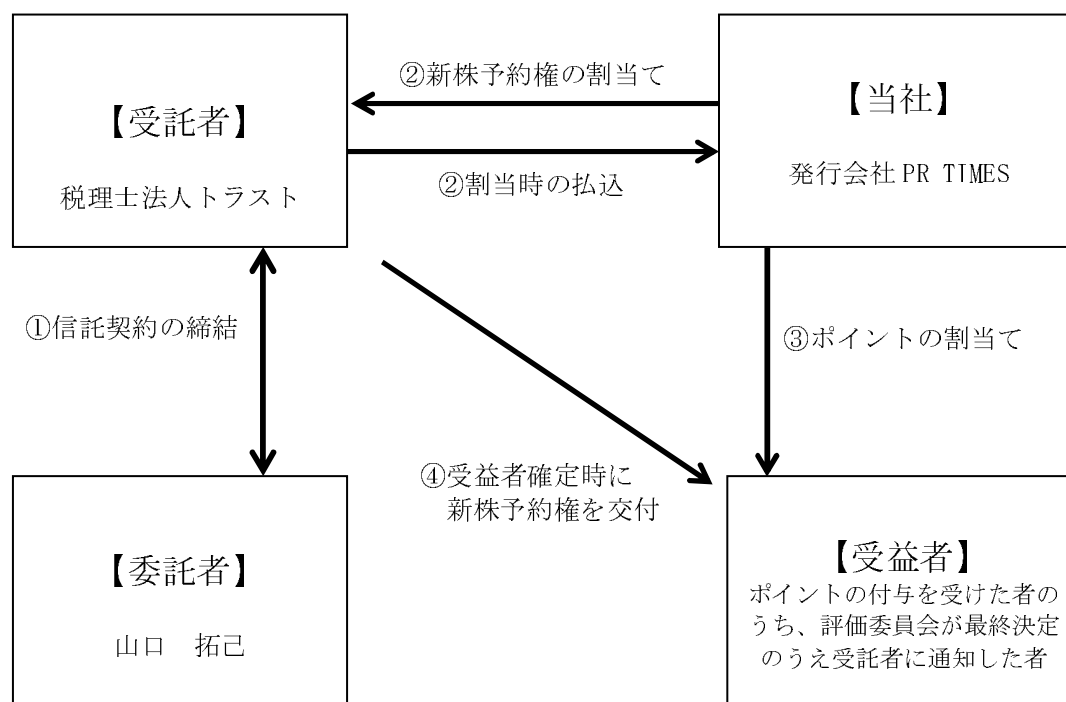 ②新株予約権の割当て
【受託者】
税理士法人トラスト
②割当時の払込
【当社】
発行会社 PR TIMES
①信託契約の締結
③ポイントの割当て
④受益者確定時に
新株予約権を交付
【委託者】
山口　拓己
【受益者】
ポイントの付与を受けた者の
うち、評価委員会が最終決定
のうえ受託者に通知した者